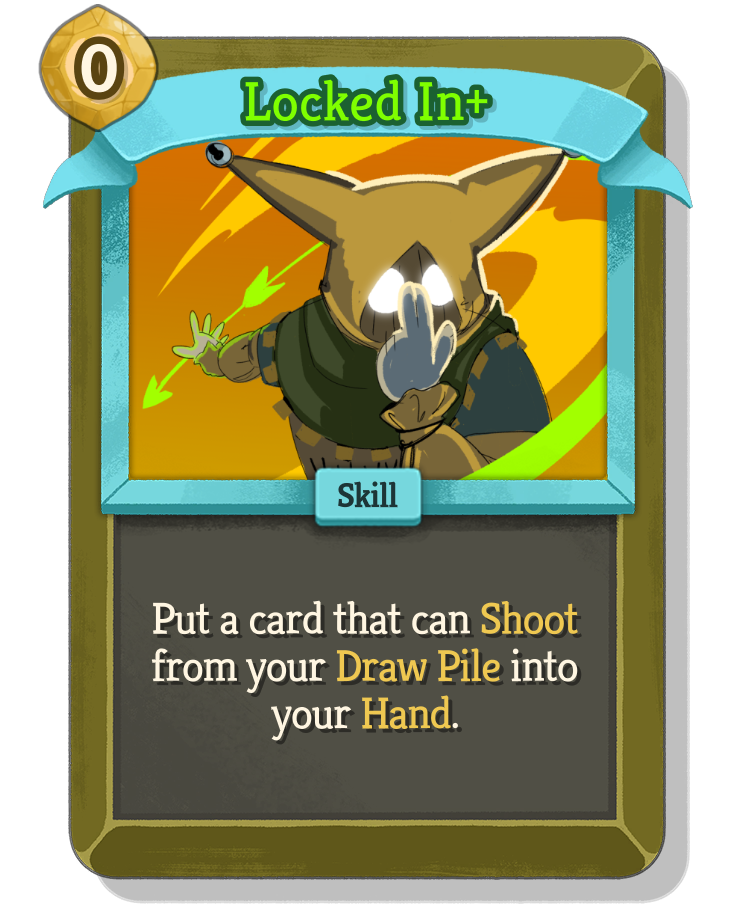 0
Locked In+
Skill
Put a card that can Shoot
from your Draw Pile into
your Hand.